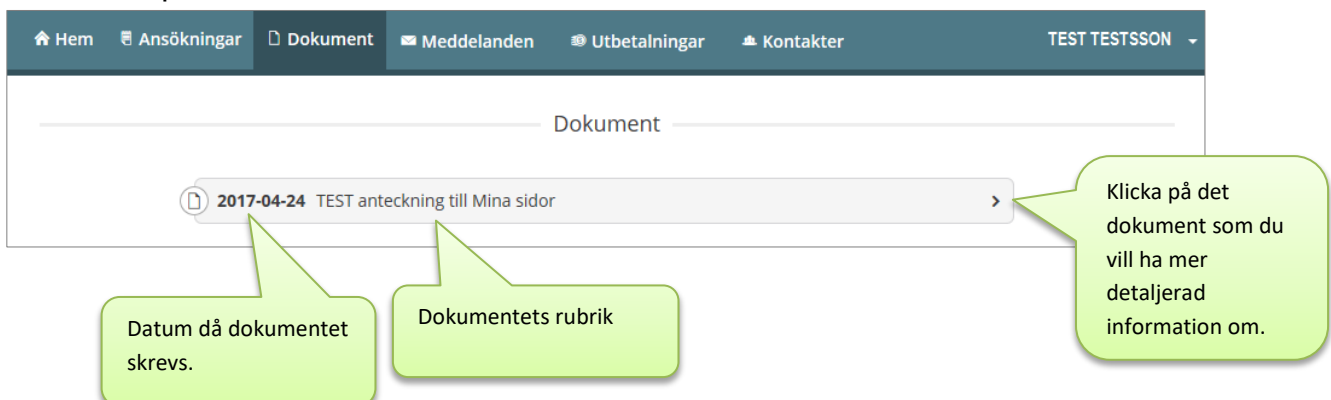 Hem Ansökningar Dokument Meddelanden Utbetalningar Kontakter TEST TESTSSON
Dokument
2017-04-24 TEST anteckning till Mina sidor
Klicka på det
dokument som du
vill ha mer
detaljerad
information om.
Datum då dokumentet
skrevs.
Dokumentets rubrik